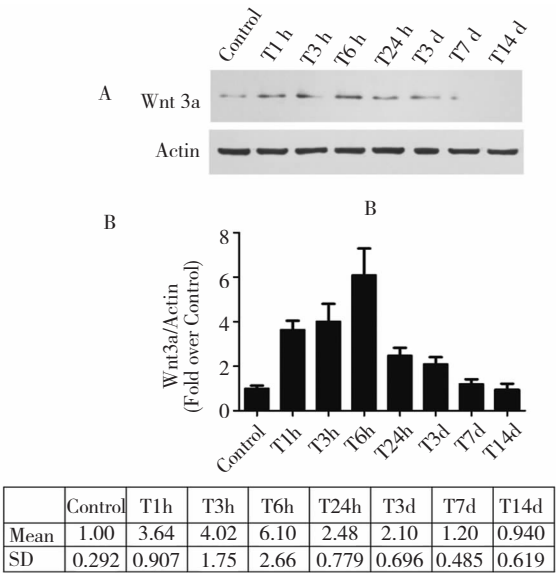 Control T1 h T3 h T6 h T24 h T3 d T7 d T14 d
A
Wnt 3a
Actin
B
B
Wnt3a/Actin
(Fold over Control)
8
6
4
2
0
Control T1h T3h T6h T24h T3d T7d T14d
Control T1h T3h T6h T24h T3d T7d T14d
Mean 1.00 3.64 4.02 6.10 2.48 2.10 1.20 0.940
SD 0.292 0.907 1.75 2.66 0.779 0.696 0.485 0.619